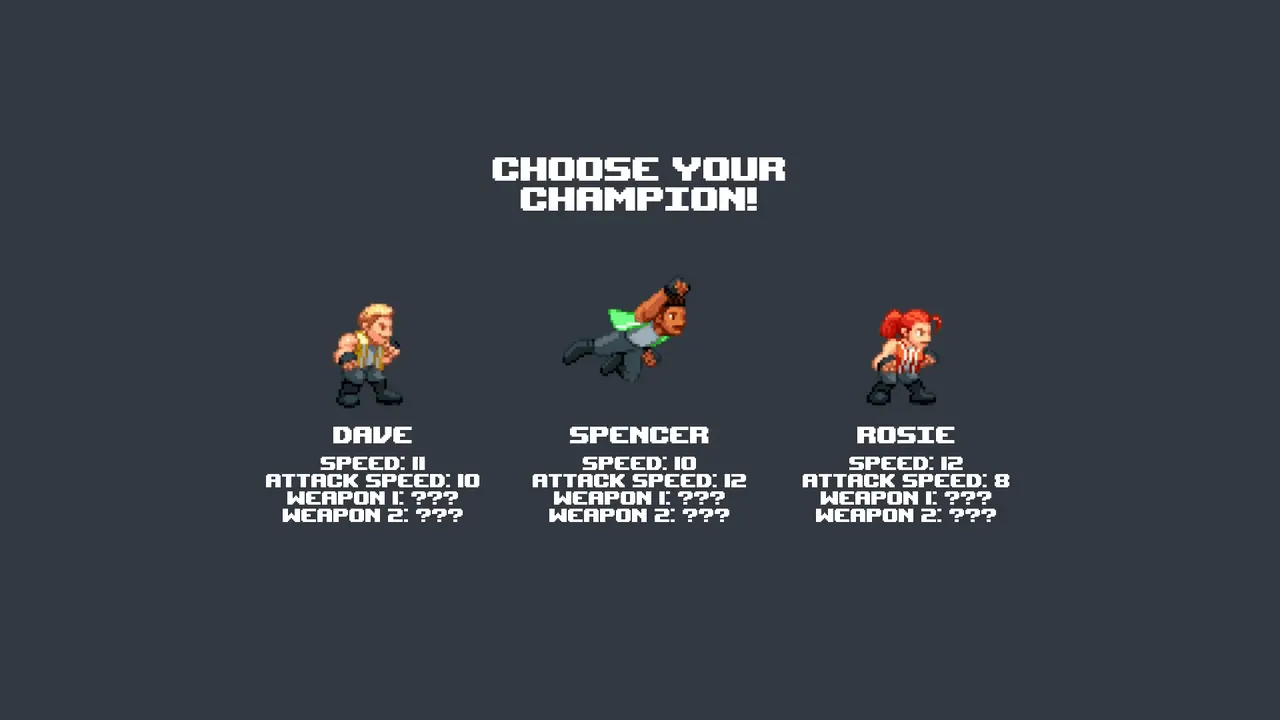 CHOOSE YOUR
CHAMPION!
DAVE
SPEED: 11
ATTACK SPEED: 10
WEAPON 1: ???
WEAPON 2: ???
SPENCER
SPEED: 10
ATTACK SPEED: 12
WEAPON 1: ???
WEAPON 2: ???
ROSIE
SPEED: 12
ATTACK SPEED: 8
WEAPON 1: ???
WEAPON 2: ???